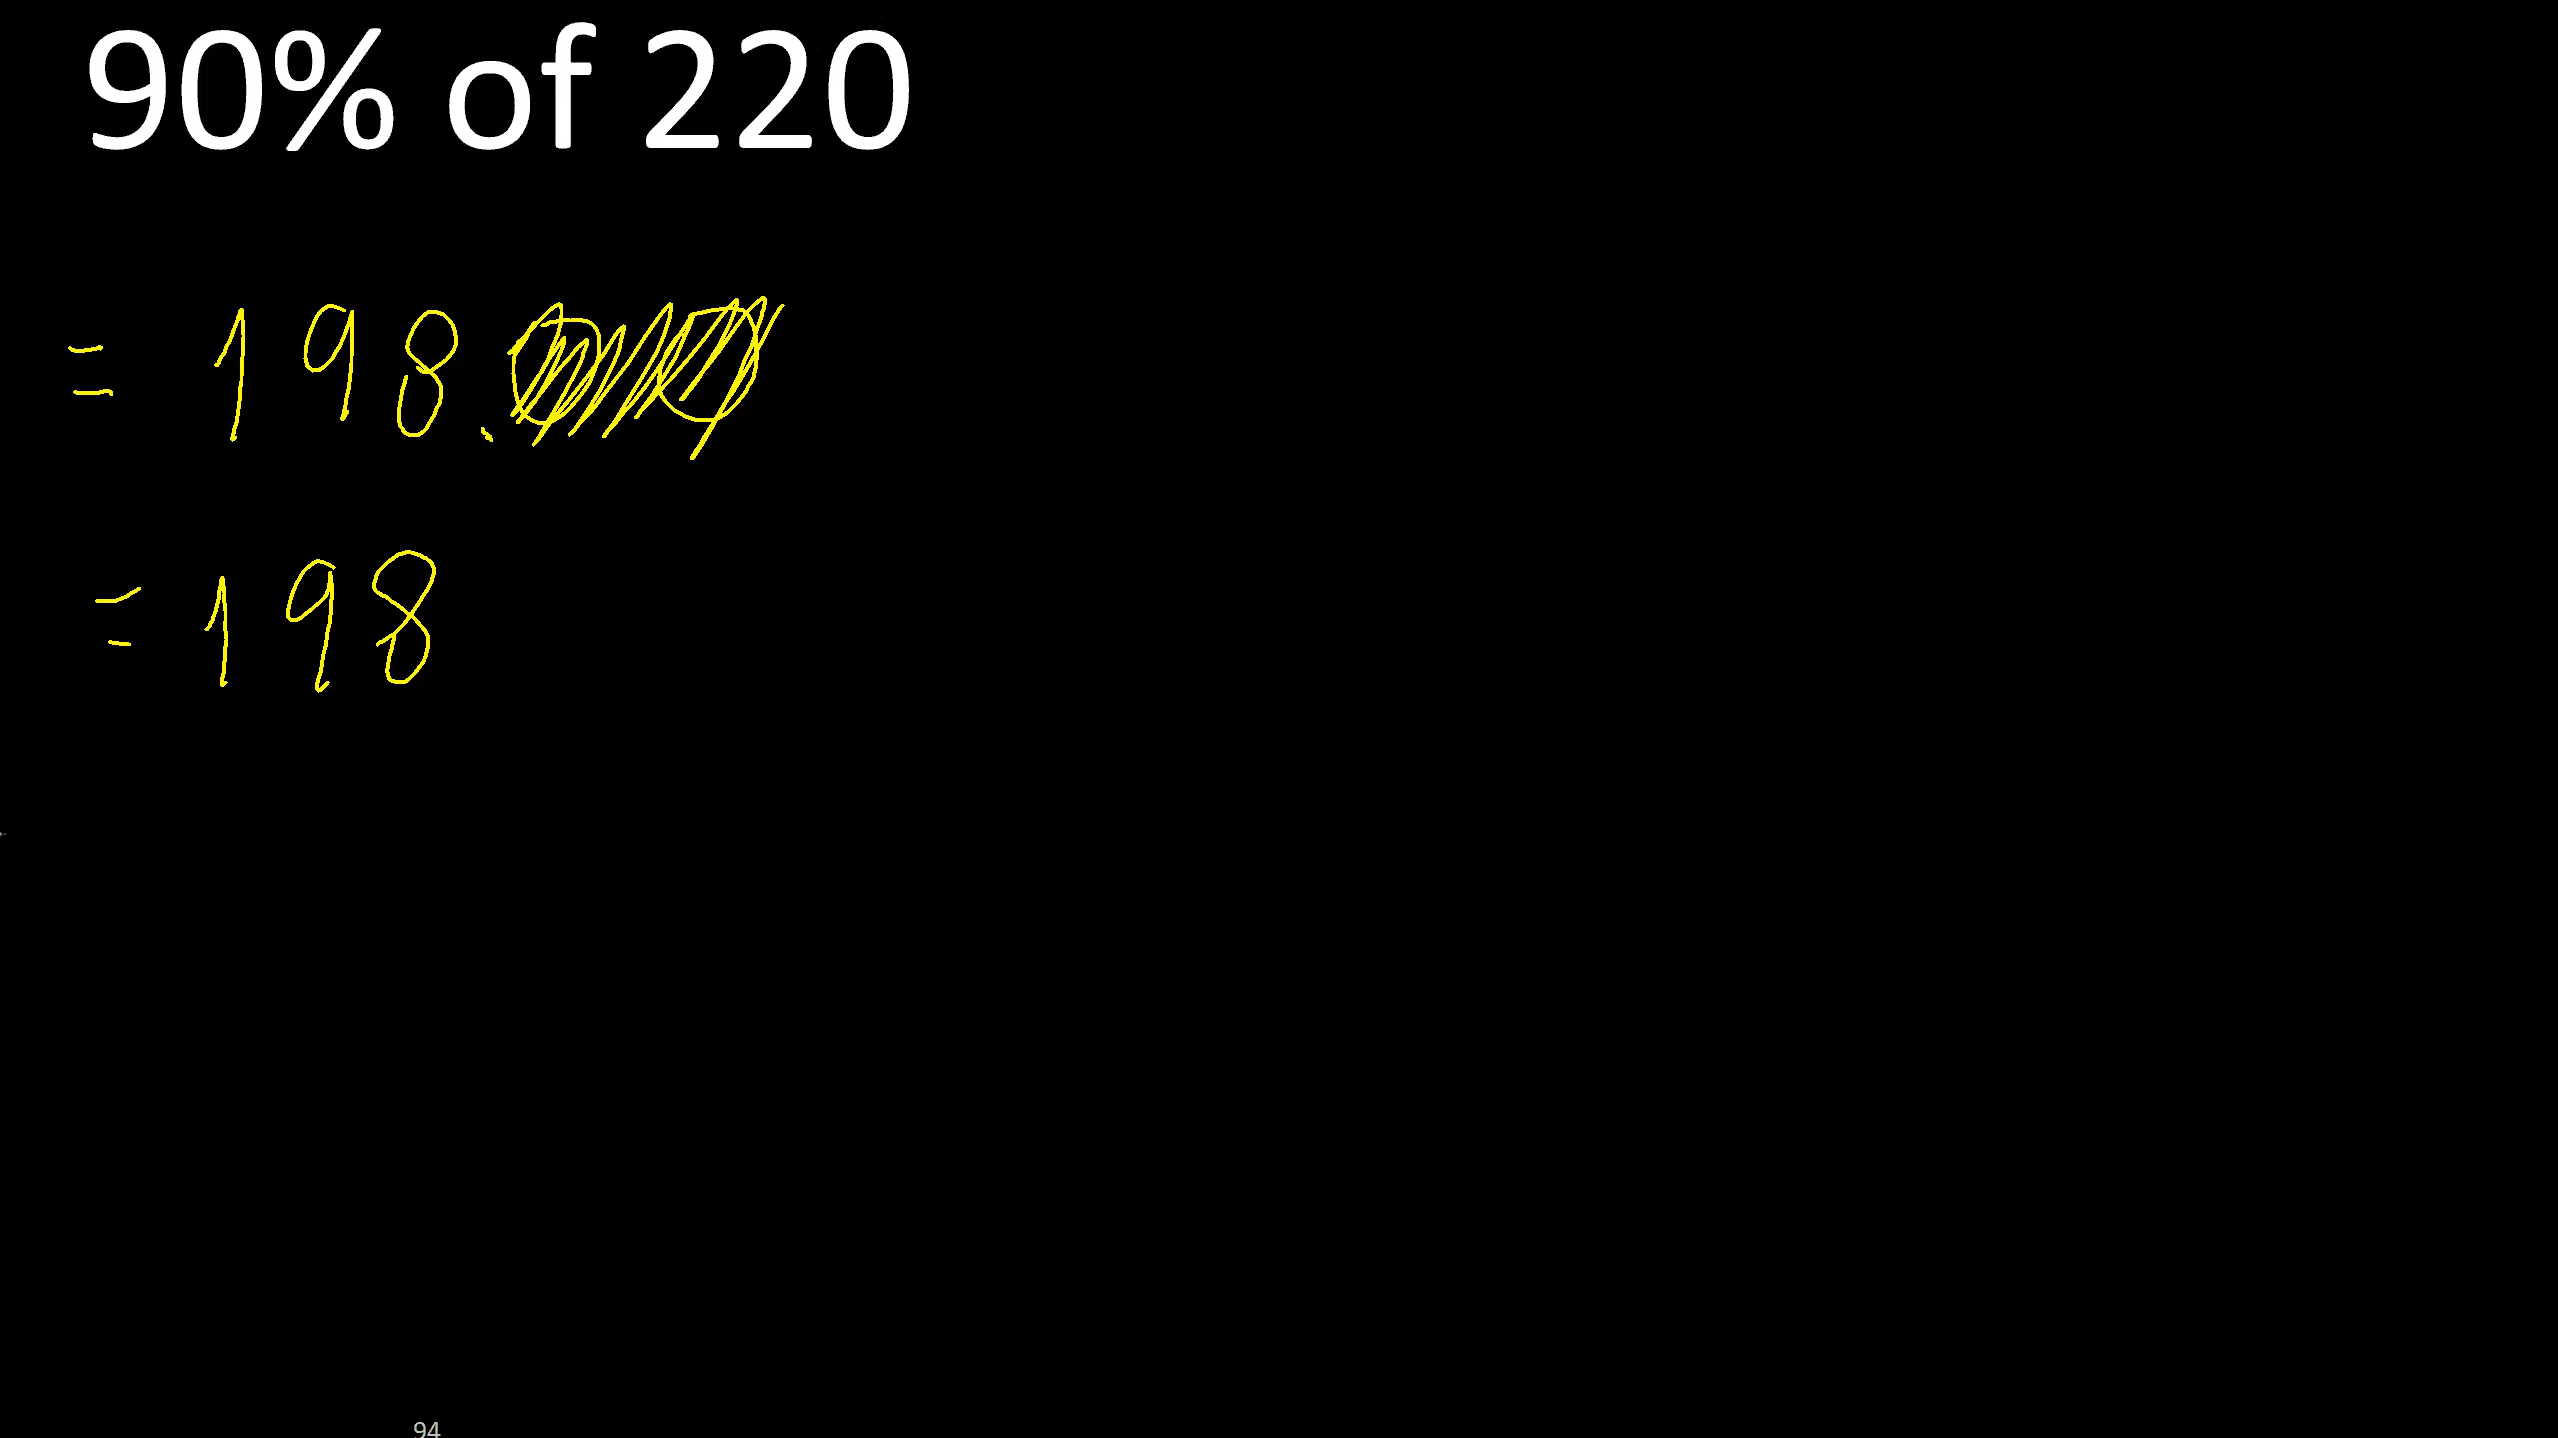 90% of 220
= 198.
= 198
94